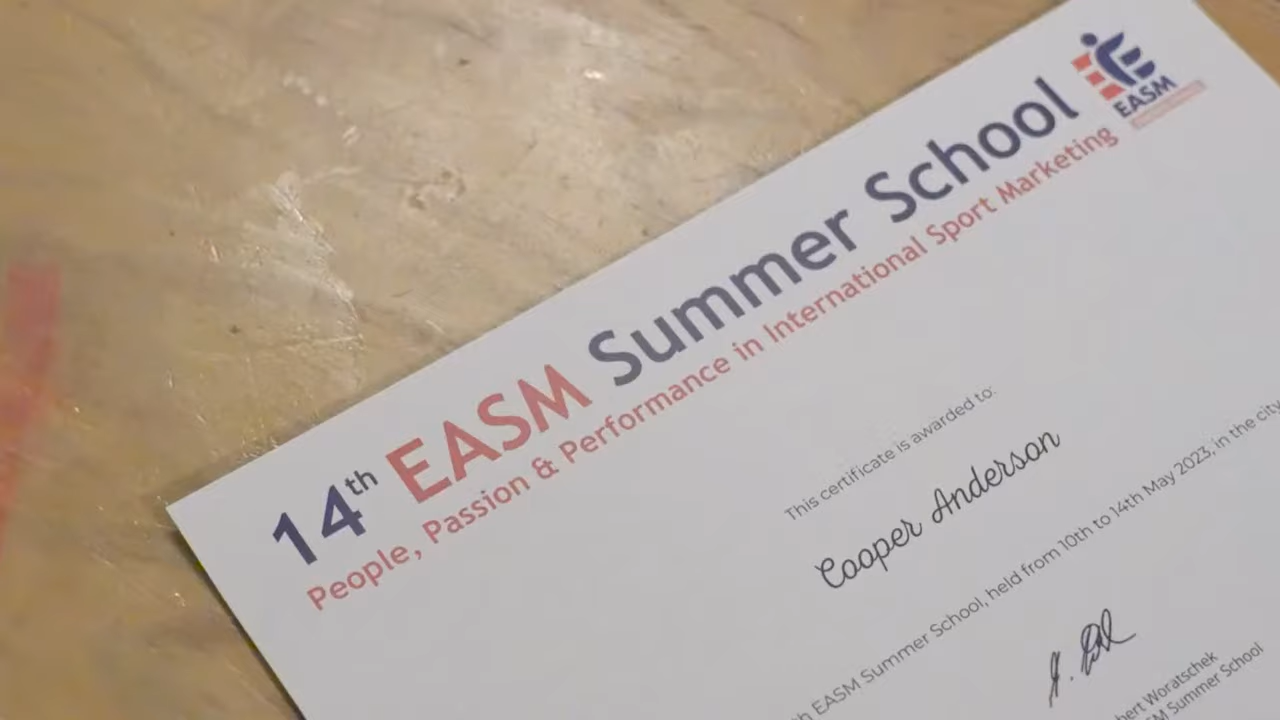 14th EASM Summer School
People, Passion & Performance in International Sport Marketing
EASM
This certificate is awarded to:
Cooper Anderson
EASM Summer School, held from 10th to 14th May 2023, in the city
Woratschek
Summer School